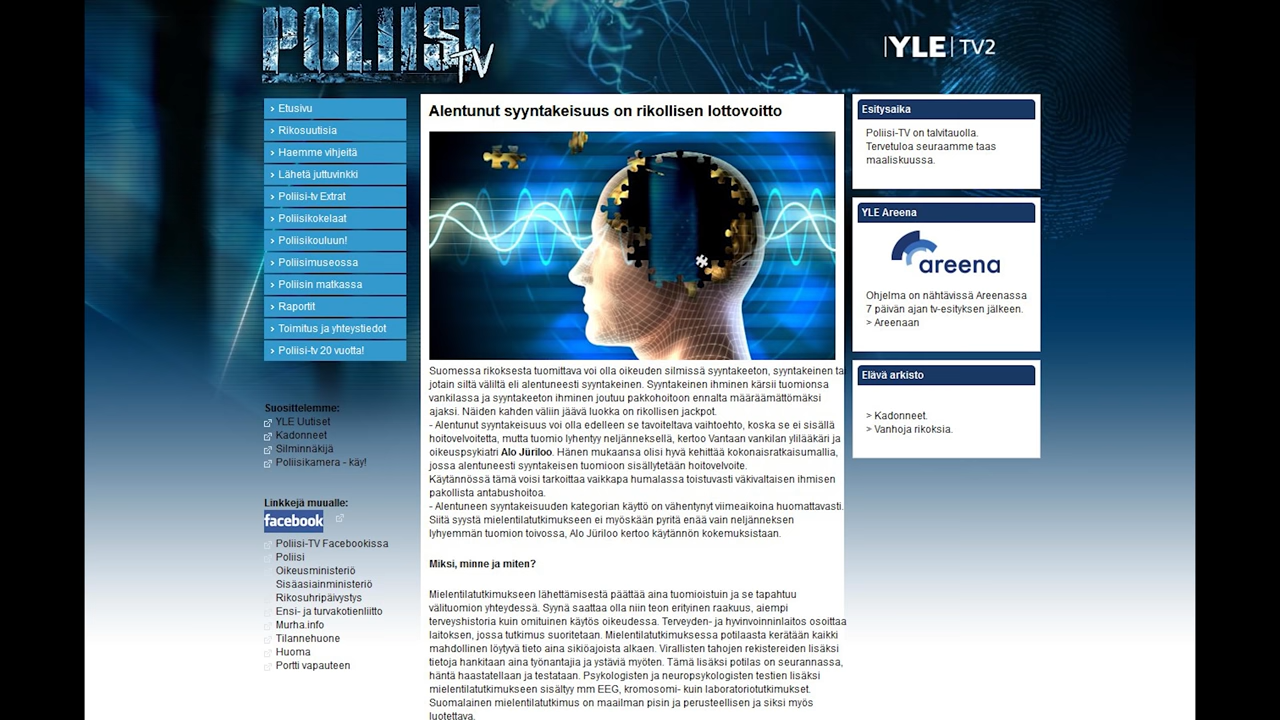 POLIISI TV
YLE TV2
Etusivu
Rikosuutisia
Haemme vihjeitä
Lähetä juttuvinkki
Poliisi-tv Extrat
Poliisikokelaat
Poliisikouluun!
Poliisimuseossa
Poliisin matkassa
Raportit
Toimitus ja yhteystiedot
Poliisi-tv 20 vuotta!
Suosittelemme:
YLE Uutiset
Kadonneet
Silminnäkijä
Poliisikamera - käy!
Linkkejä muualle:
facebook
Poliisi-TV Facebookissa
Poliisi
Oikeusministeriö
Sisäasiainministeriö
Rikosuhripäivystys
Ensi- ja turvakotienliitto
Murha.info
Tilannehuone
Huoma
Portti vapauteen
Alentunut syyntakeisuus on rikollisen lottovoitto
Suomessa rikoksesta tuomittava voi olla oikeuden silmissä syyntakeeton, syyntakeinen ta
jotain siltä väliltä eli alentuneesti syyntakeinen. Syyntakeinen ihminen kärsii tuomionsa
vankilassa ja syyntakeeton ihminen joutuu pakkohoitoon ennalta määräämättömäksi
ajaksi. Näiden kahden väliin jäävä luokka on rikollisen jackpot.
- Alentunut syyntakeisuus voi olla edelleen se tavoiteltava vaihtoehto, koska se ei sisällä
hoitovelvoitetta, mutta tuomio lyhentyy neljänneksellä, kertoo Vantaan vankilan ylilääkäri ja
oikeuspsykiatri Alo Jüriloo. Hänen mukaansa olisi hyvä kehittää kokonaisratkaisumallia,
jossa alentuneesti syyntakeisen tuomioon sisällytetään hoitovelvoite.
Käytännössä tämä voisi tarkoittaa vaikkapa humalassa toistuvasti väkivaltaisen ihmisen
pakollista antabushoitoa.
- Alentuneen syyntakeisuuden kategorian käyttö on vähentynyt viimeaikoina huomattavasti.
Siitä syystä mielentilatutkimukseen ei myöskään pyritä enää vain neljänneksen
lyhyemmän tuomion toivossa, Alo Jüriloo kertoo käytännön kokemuksistaan.
Miksi, minne ja miten?
Mielentilatutkimukseen lähettämisestä päättää aina tuomioistuin ja se tapahtuu
välituomion yhteydessä. Syynä saattaa olla niin teon erityinen raakuus, aiempi
terveyshistoria kuin omituinen käytös oikeudessa. Terveyden- ja hyvinvoinninlaitos osoittaa
laitoksen, jossa tutkimus suoritetaan. Mielentilatutkimuksessa potilaasta kerätään kaikki
mahdollinen löytyvä tieto aina sikiöajoista alkaen. Virallisten tahojen rekistereiden lisäksi
tietoja hankitaan aina työnantajia ja ystäviä myöten. Tämä lisäksi potilas on seurannassa,
häntä haastatellaan ja testataan. Psykologisten ja neuropsykologisten testien lisäksi
mielentilatutkimukseen sisältyy mm EEG, kromosomi- kuin laboratoriotutkimukset.
Suomalainen mielentilatutkimus on maailman pisin ja perusteellisen ja siksi myös
luotettava.
Esitysaika
Poliisi-TV on talvitauolla.
Tervetuloa seuraamme taas
maaliskuussa.
YLE Areena
areena
Ohjelma on nähtävissä Areenassa
7 päivän ajan tv-esityksen jälkeen.
> Areenaan
Elävä arkisto
> Kadonneet.
> Vanhoja rikoksia.